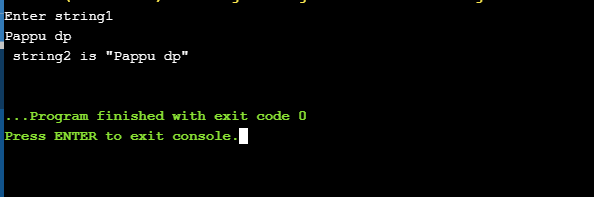 Enter string1
Pappu dp
string2 is "Pappu dp"
...Program finished with exit code 0
Press ENTER to exit console.